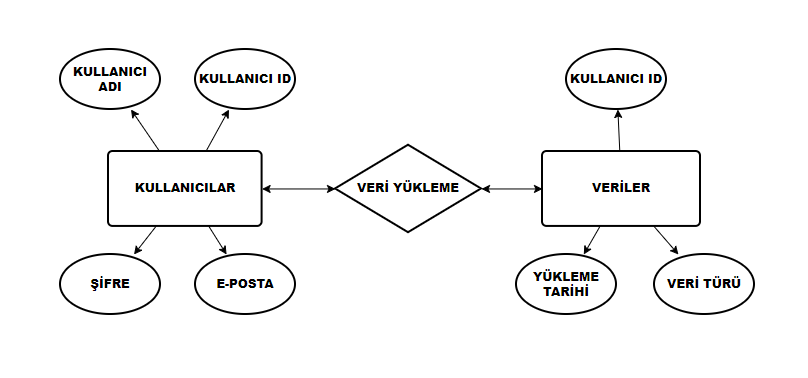 KULLANICI
ADI
KULLANICI ID
KULLANICI ID
KULLANICILAR
VERİ YÜKLEME
VERİLER
ŞİFRE
E-POSTA
YÜKLEME
TARİHİ
VERİ TÜRÜ